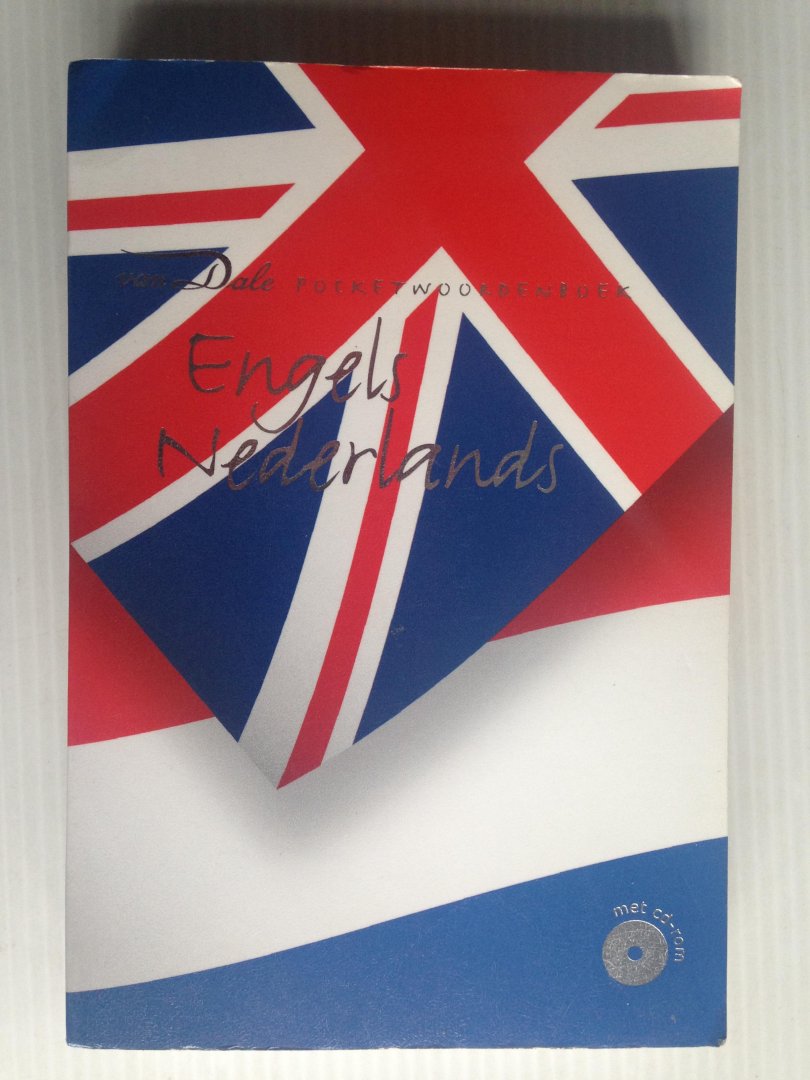 van Dale POCKETWOORDENBOEK
Engels
Nederlands
met cd-rom